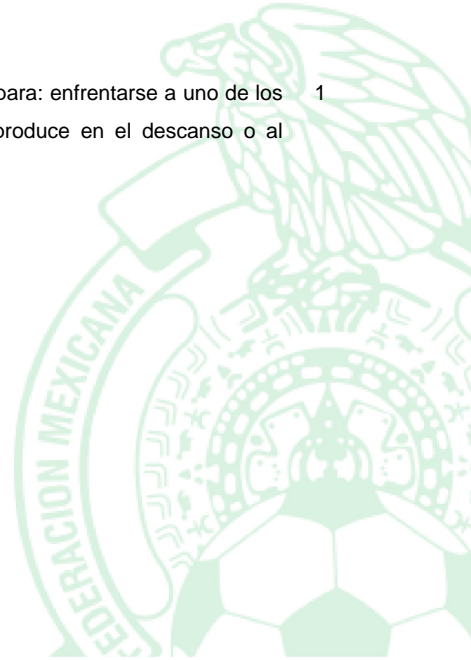 para: enfrentarse a uno de los 1
produce en el descanso o al
FEDERACION MEXICANA